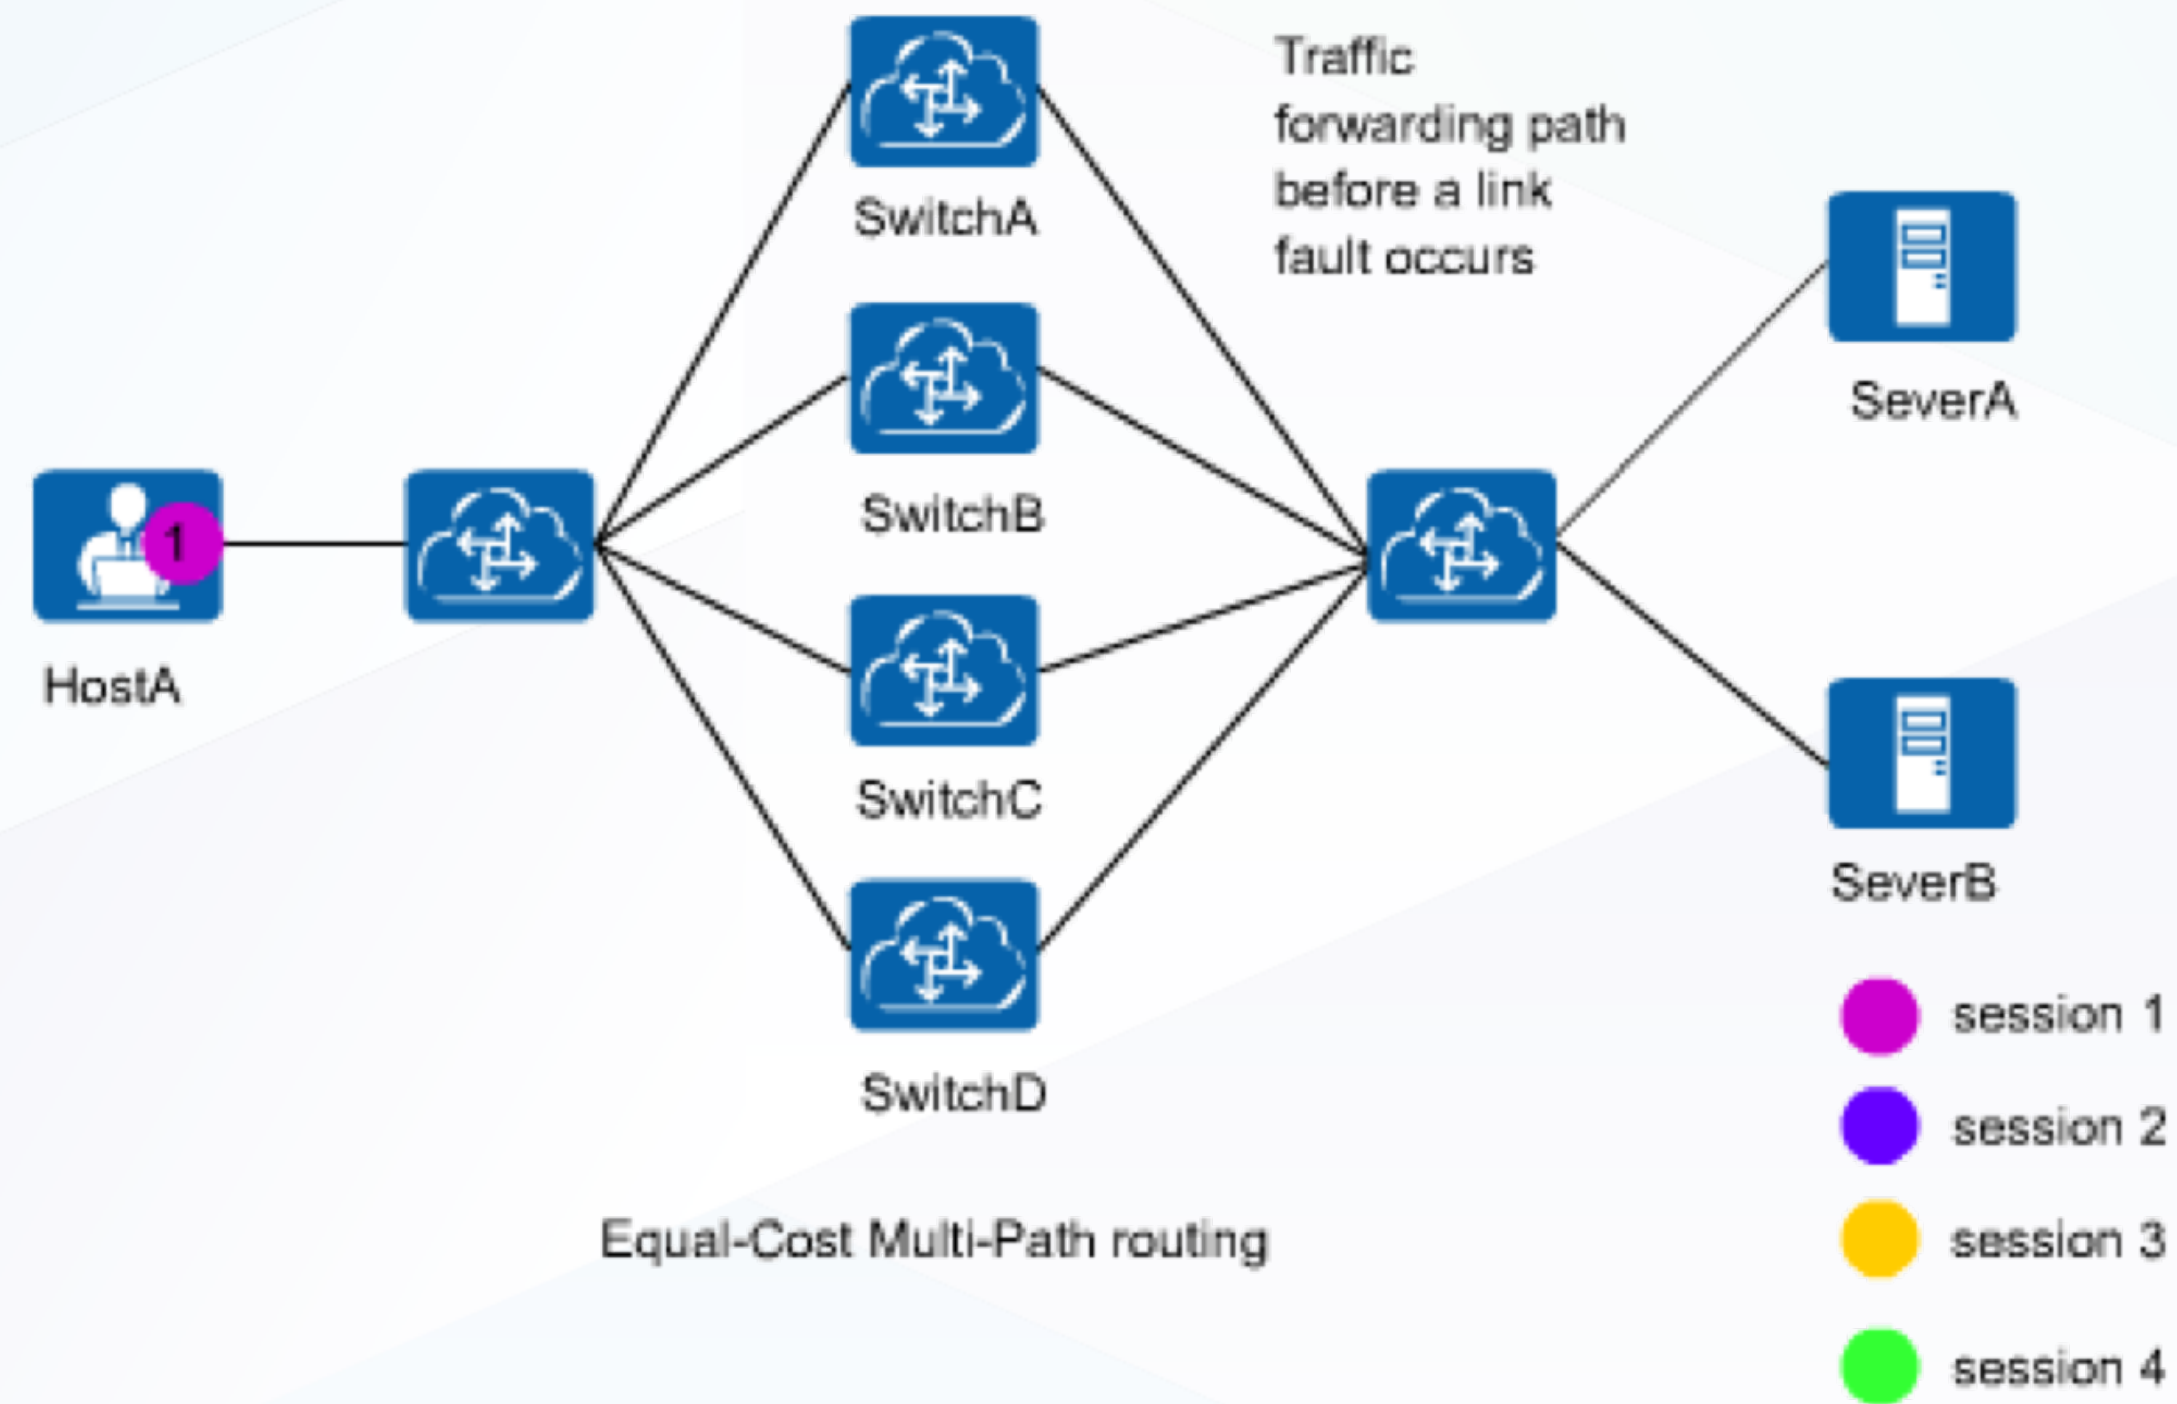 Traffic
forwarding path
before a link
fault occurs
SwitchA
SwitchB
SwitchC
SwitchD
1
HostA
SeverA
SeverB
session 1
session 2
session 3
session 4
Equal-Cost Multi-Path routing